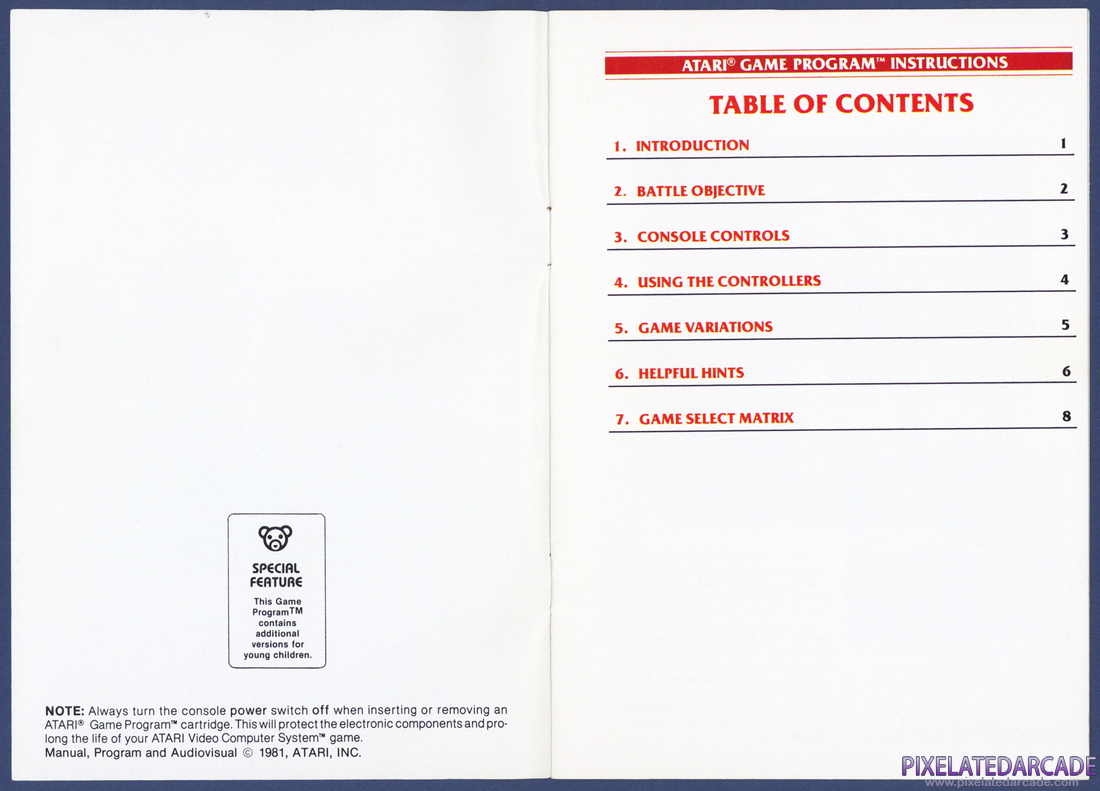 SPECIAL
FEATURE
This Game
Program™
contains
additional
versions for
young children.
NOTE: Always turn the console power switch off when inserting or removing an
ATARI® Game Program™ cartridge. This will protect the electronic components and pro-
long the life of your ATARI Video Computer System™ game.
Manual, Program and Audiovisual © 1981, ATARI, INC.
ATARI® GAME PROGRAM™ INSTRUCTIONS
TABLE OF CONTENTS
1. INTRODUCTION 1
2. BATTLE OBJECTIVE 2
3. CONSOLE CONTROLS 3
4. USING THE CONTROLLERS 4
5. GAME VARIATIONS 5
6. HELPFUL HINTS 6
7. GAME SELECT MATRIX 8
PIXELATEDARCADE
www.pixelatedarcade.com